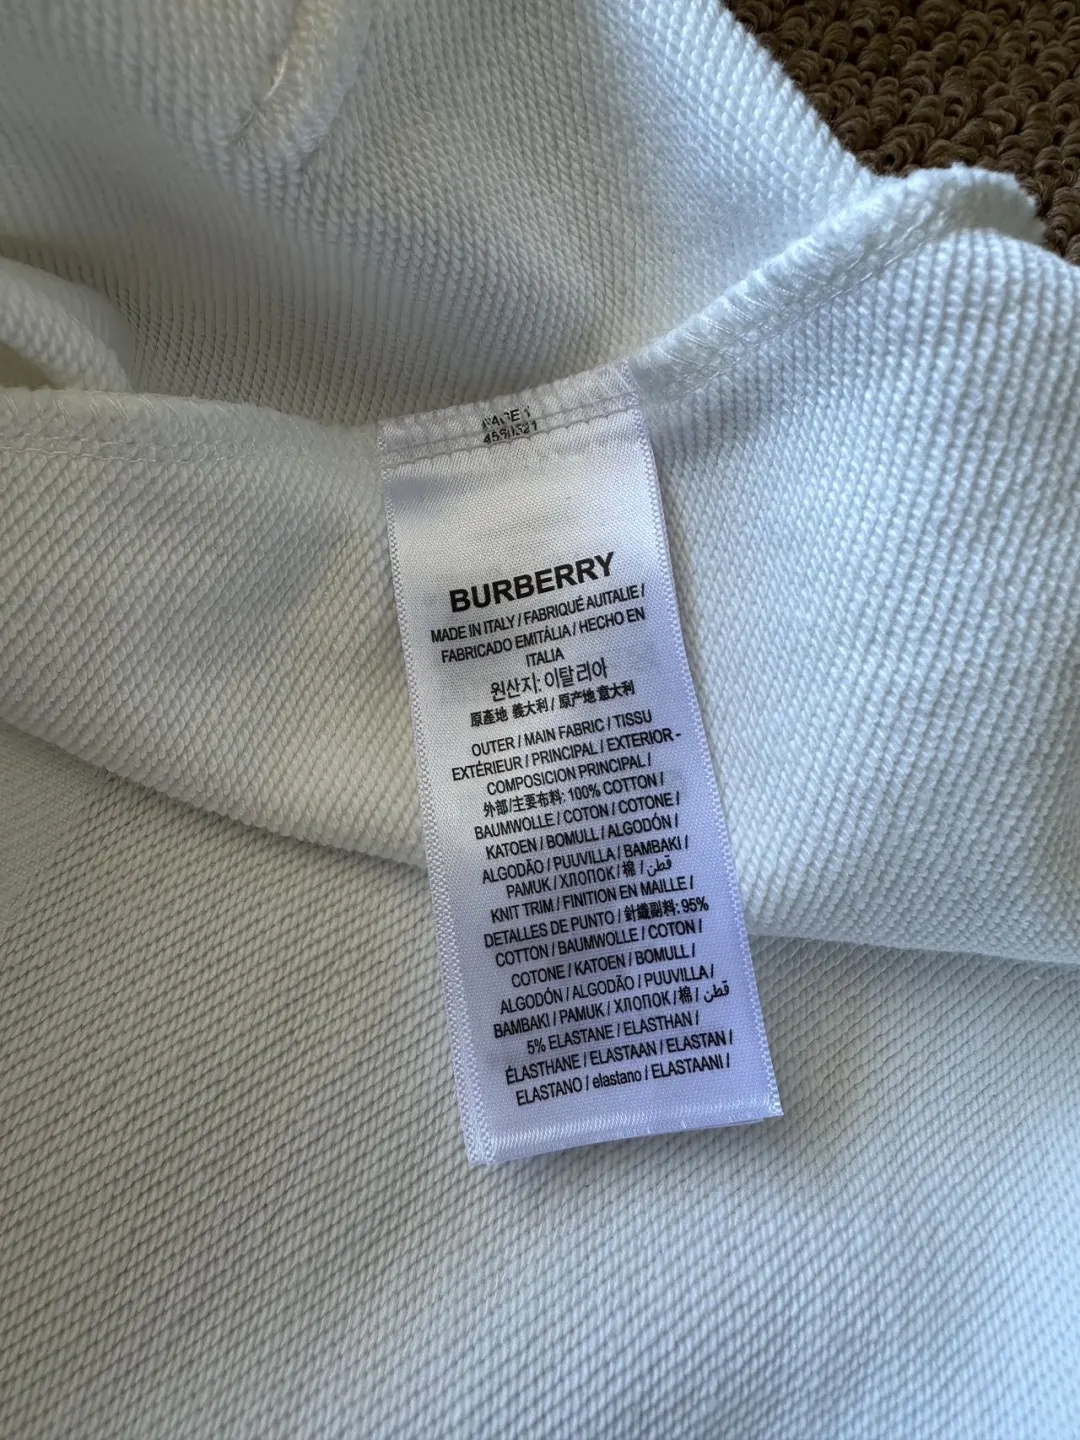 PAGE 1
BURBERRY
MADE IN ITALY / FABRIQUÉ AUITALIE /
FABRICADO EMITÁLIA / HECHO EN
ITALIA
원산지: 이탈리아
原產地 義大利 / 原产地 意大利
OUTER / MAIN FABRIC / TISSU
EXTÉRIEUR / PRINCIPAL / EXTERIOR -
COMPOSICION PRINCIPAL /
外部/主要布料: 100% COTTON /
BAUMWOLLE / COTON / COTONE /
KATOEN / BOMULL / ALGODÓN /
ALGODÃO / PUUVILLA / BAMBAKI /
PAMUK / ХЛОПОК / 棉 / قطن /
KNIT TRIM / FINITION EN MAILLE /
DETALLES DE PUNTO / 針織副料: 95%
COTTON / BAUMWOLLE / COTON /
COTONE / KATOEN / BOMULL /
ALGODÓN / ALGODÃO / PUUVILLA /
BAMBAKI / PAMUK / ХЛОПОК / 棉 / قطن /
5% ELASTANE / ELASTHAN /
ÉLASTHANE / ELASTAAN / ELASTAN /
ELASTANO / elastano / ELASTAANI /